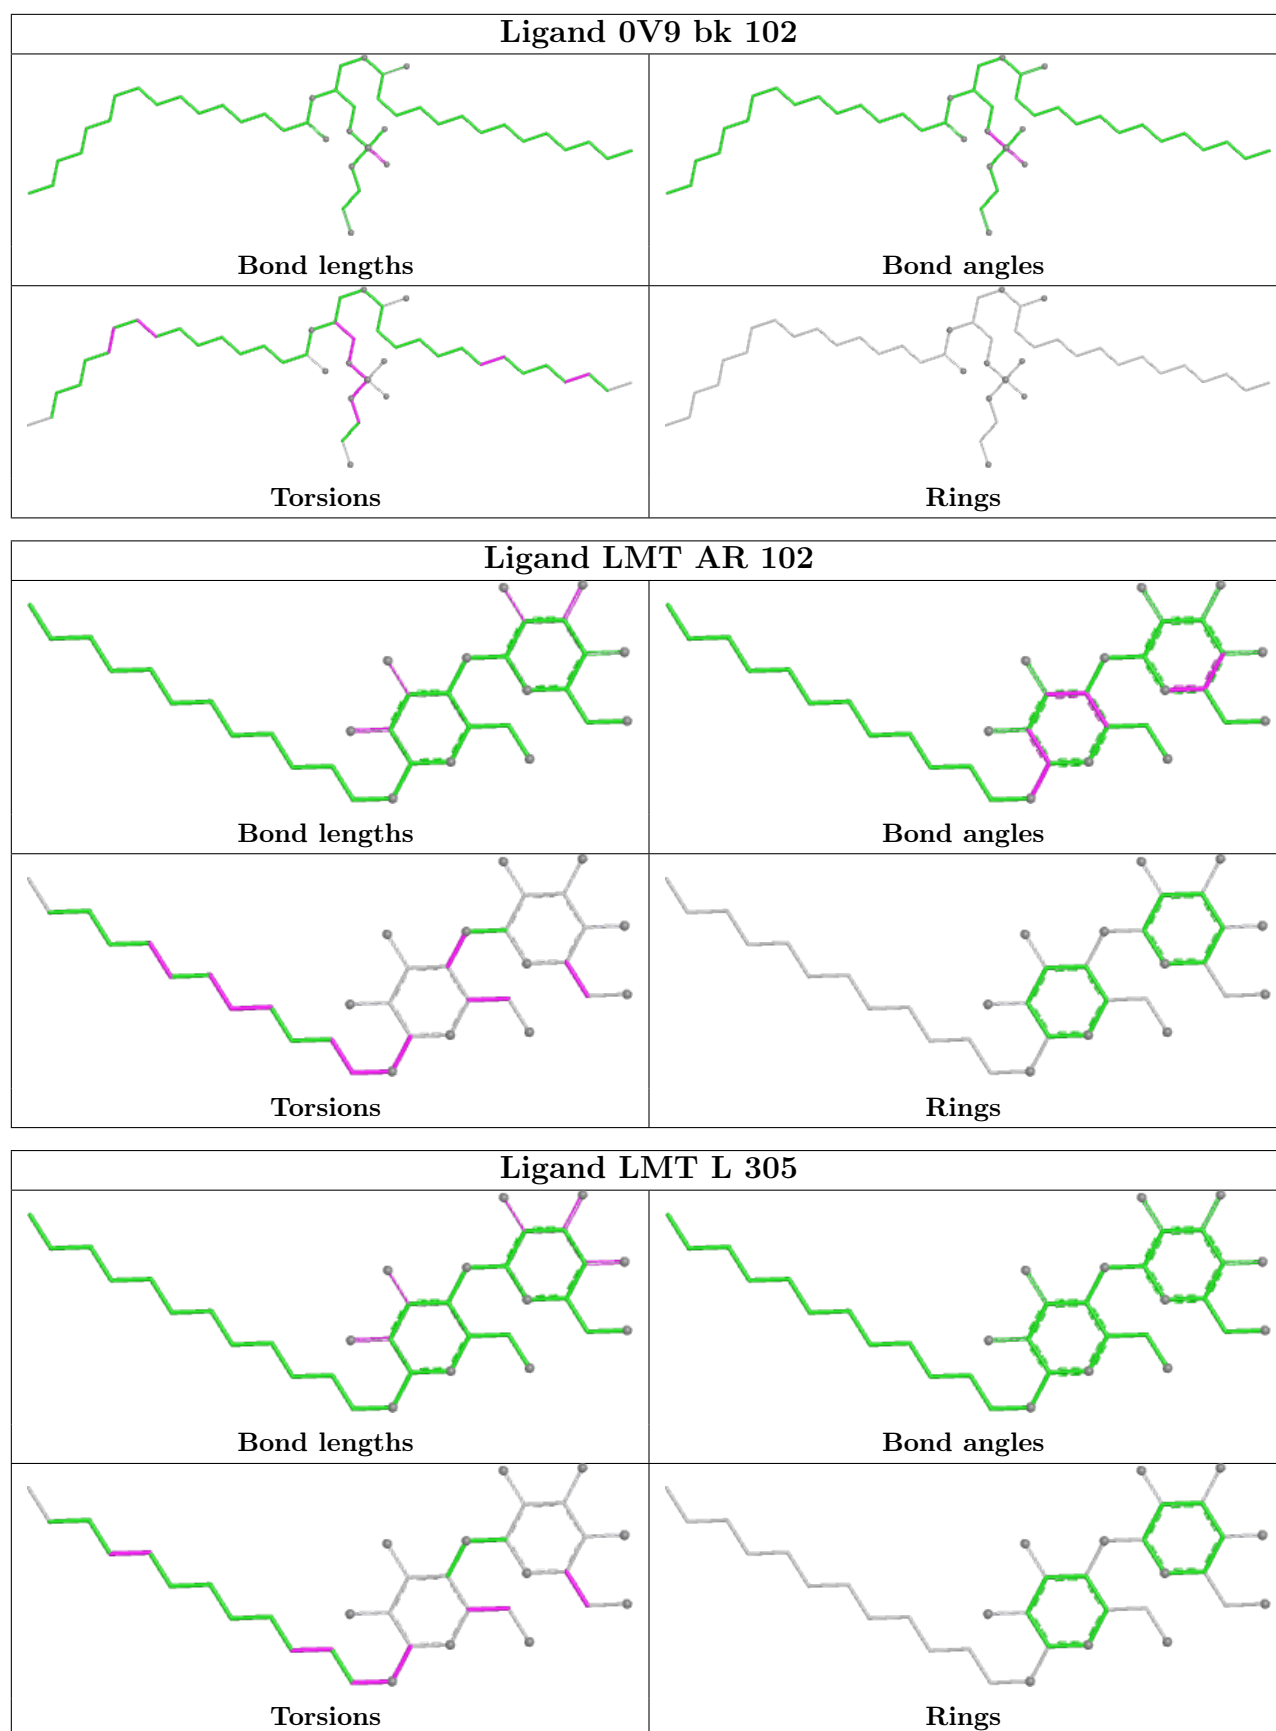 Ligand 0V9 bk 102
Bond lengths
Bond angles
Torsions
Rings
Ligand LMT AR 102
Bond lengths
Bond angles
Torsions
Rings
Ligand LMT L 305
Bond lengths
Bond angles
Torsions
Rings